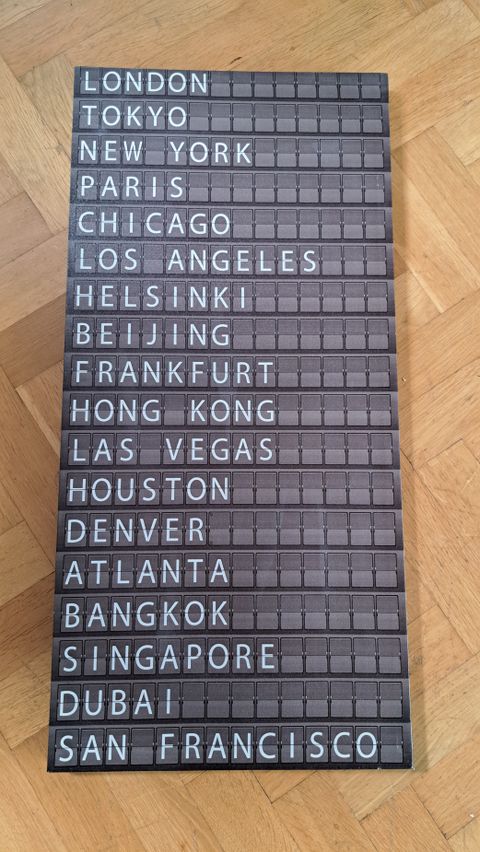 LONDON
TOKYO
NEW YORK
PARIS
CHICAGO
LOS ANGELES
HELSINKI
BEIJING
FRANKFURT
HONG KONG
LAS VEGAS
HOUSTON
DENVER
ATLANTA
BANGKOK
SINGAPORE
DUBAI
SAN FRANCISCO